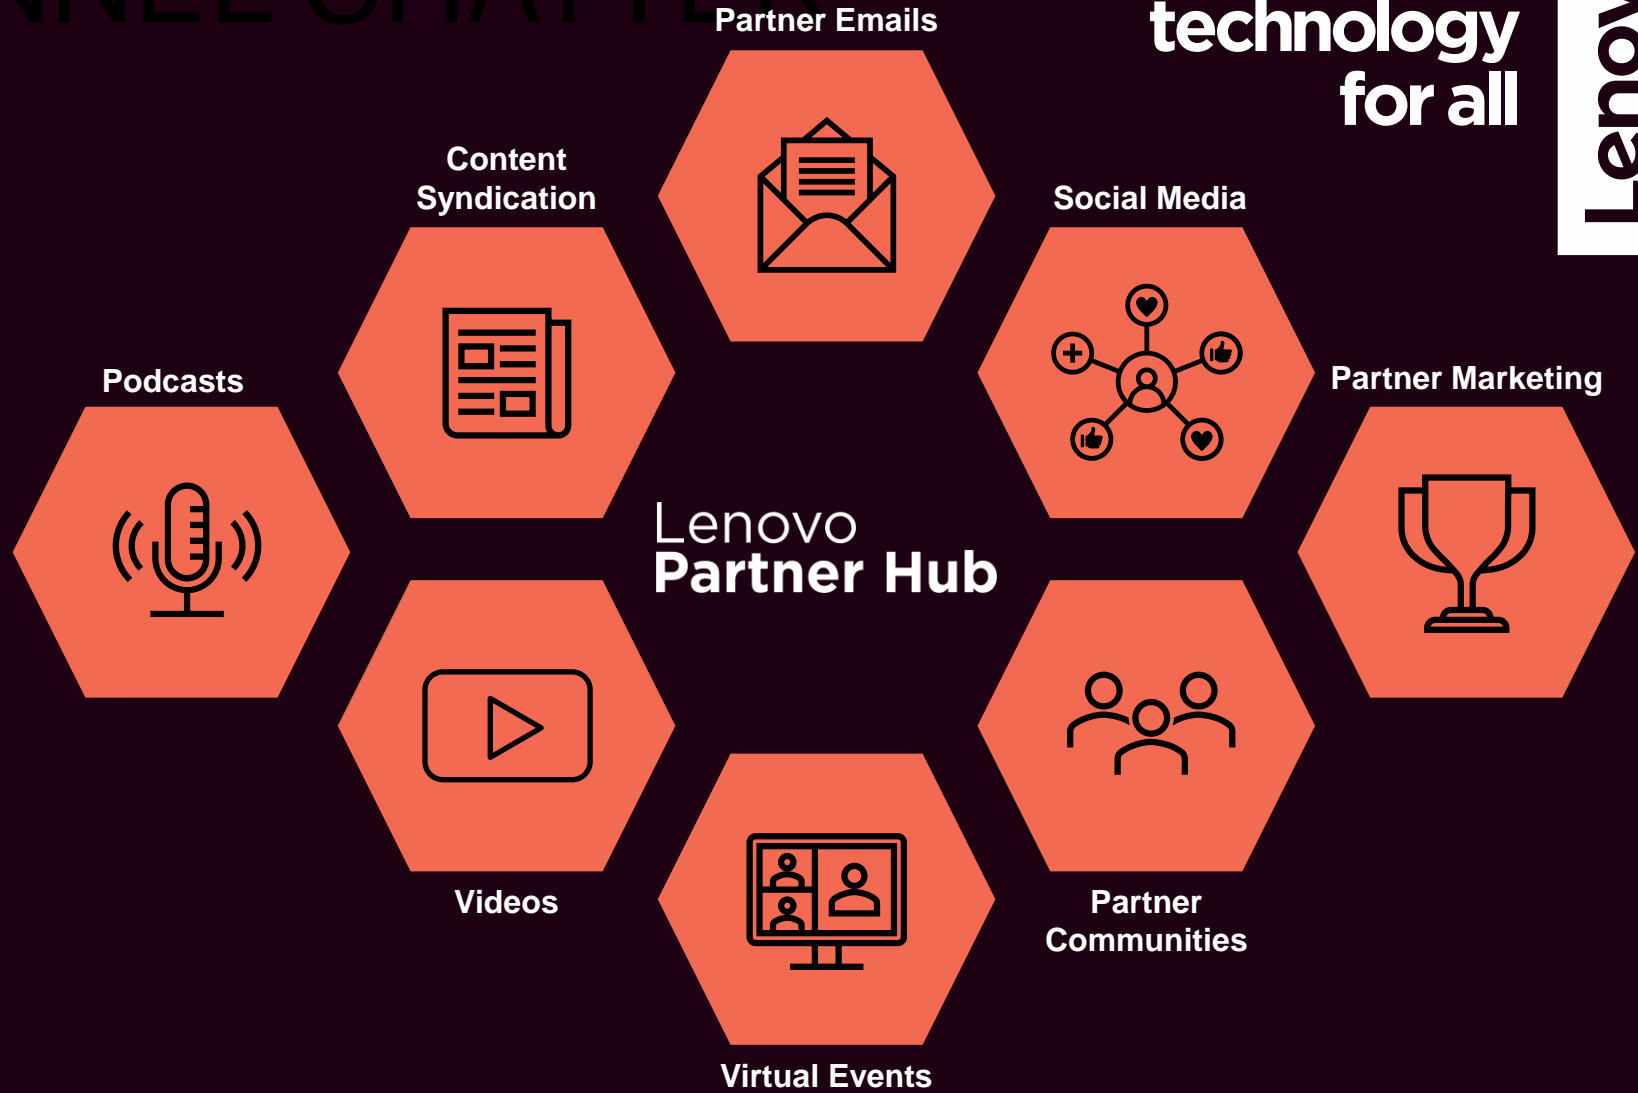 Partner Emails
technology
for all
Content
Syndication
Social Media
Podcasts
Partner Marketing
Lenovo
Partner Hub
Videos
Partner
Communities
Virtual Events